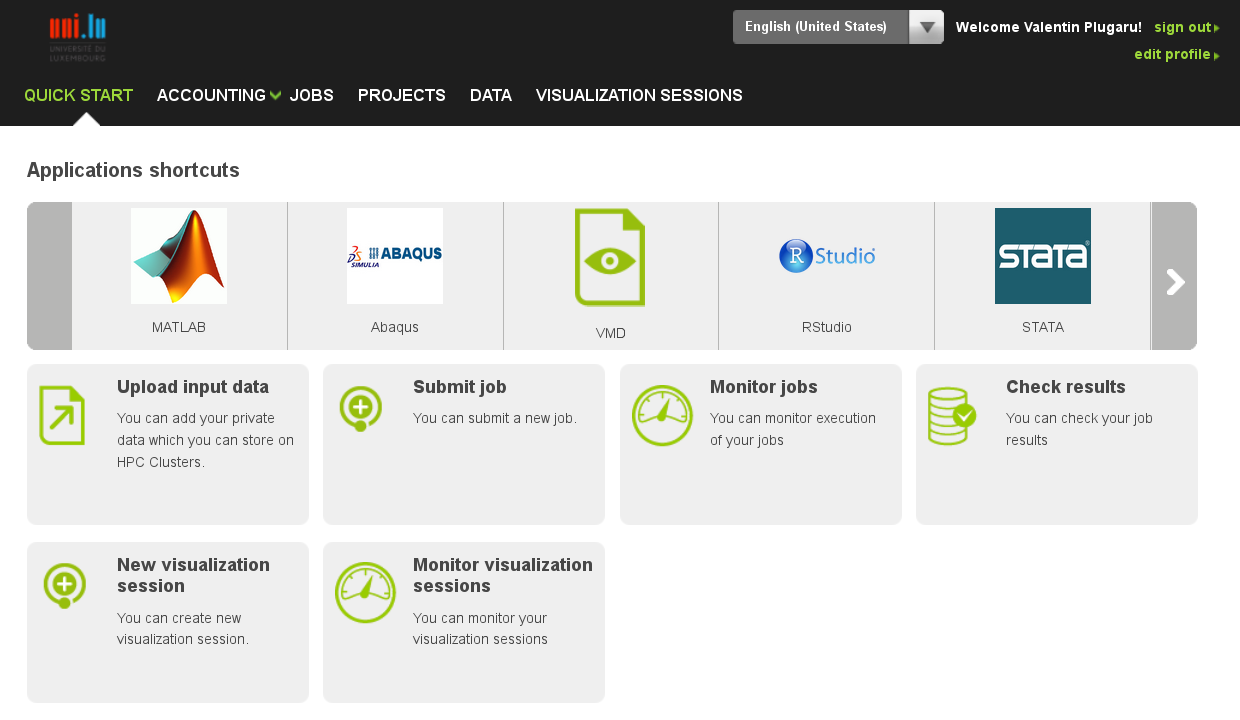 uni.lu
UNIVERSITÉ DU
LUXEMBOURG
English (United States)
Welcome Valentin Plugaru! sign out
edit profile
QUICK START ACCOUNTING JOBS PROJECTS DATA VISUALIZATION SESSIONS
Applications shortcuts
SIMULIA ABAQUS
R Studio
STATA
MATLAB
Abaqus
VMD
RStudio
STATA
Upload input data
You can add your private
data which you can store on
HPC Clusters.
Submit job
You can submit a new job.
Monitor jobs
You can monitor execution
of your jobs
Check results
You can check your job
results
New visualization
session
You can create new
visualization session.
Monitor visualization
sessions
You can monitor your
visualization sessions